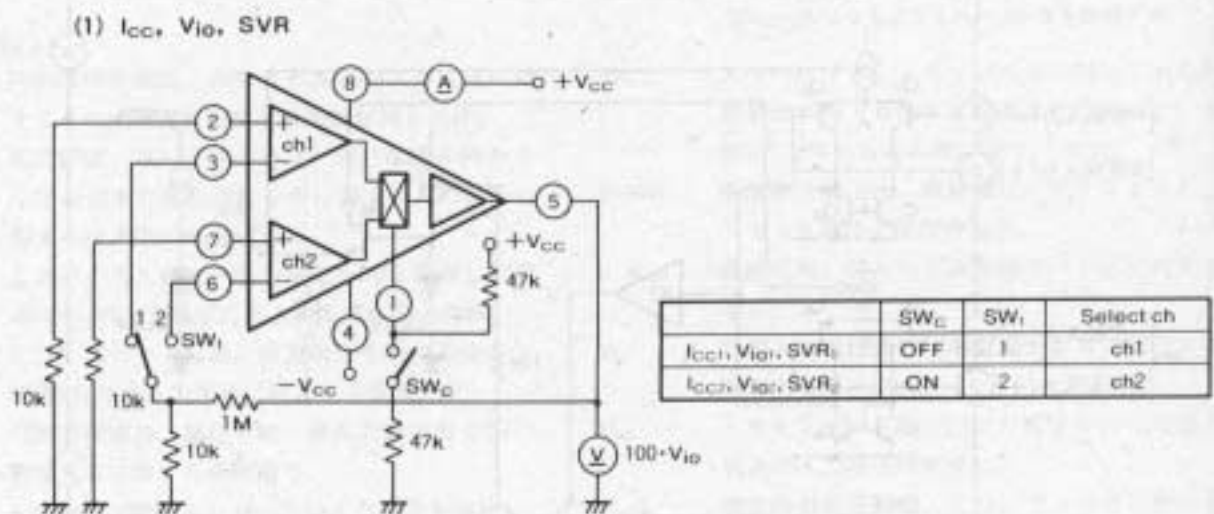 (1) Icc, Vio, SVR
8
A
+Vcc
2
+
ch1
3
−
5
7
+
ch2
6
−
+Vcc
47k
1
4
1 2
SW1
−Vcc
SWC
10k
10k
1M
10k
47k
V
100·Vio
SWC SW1 Select ch
Icc1, Vio1, SVR1 OFF 1 ch1
Icc2, Vio2, SVR2 ON 2 ch2